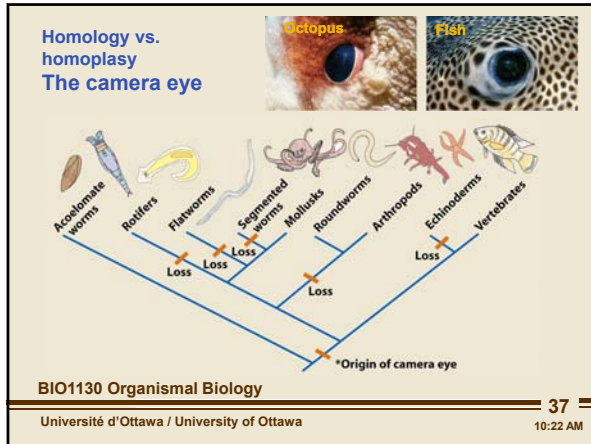 Homology vs.
homoplasy
The camera eye
Octopus
Fish
Acoelomate
worms
Rotifers
Flatworms
Segmented
worms
Mollusks
Roundworms
Arthropods
Echinoderms
Vertebrates
Loss
Loss
Loss
Loss
Loss
*Origin of camera eye
BIO1130 Organismal Biology
Université d'Ottawa / University of Ottawa
37
10:22 AM